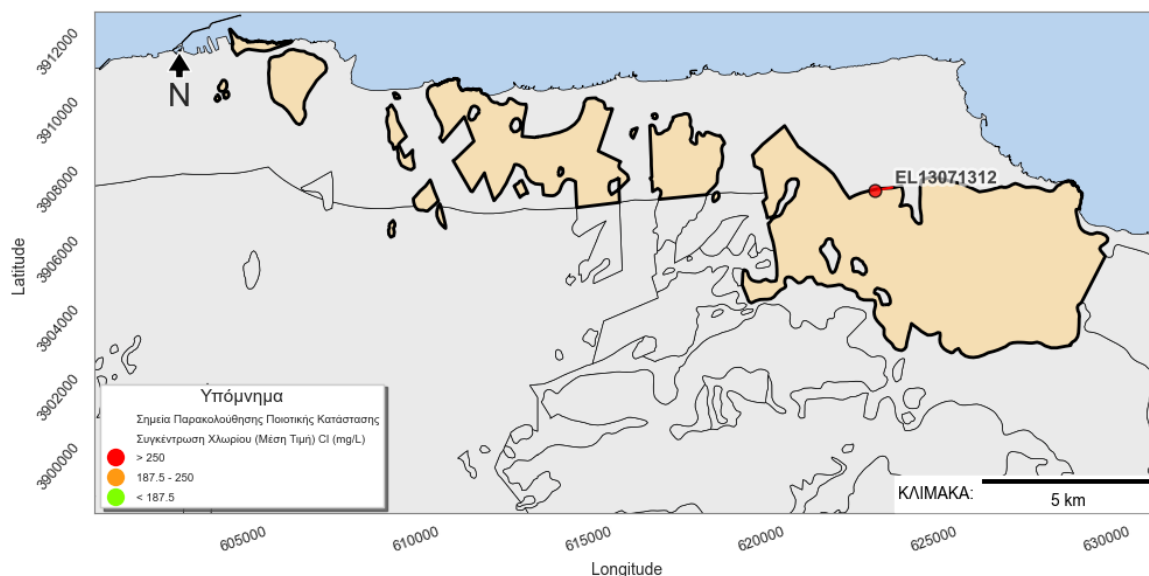 3912000
3910000
3908000
3906000
3904000
3902000
3900000
Latitude
N
EL13071312
Υπόμνημα
Σημεία Παρακολούθησης Ποιοτικής Κατάστασης
Συγκέντρωση Χλωρίου (Μέση Τιμή) Cl (mg/L)
> 250
187.5 - 250
< 187.5
ΚΛΙΜΑΚΑ:
5 km
605000
610000
615000
620000
625000
630000
Longitude